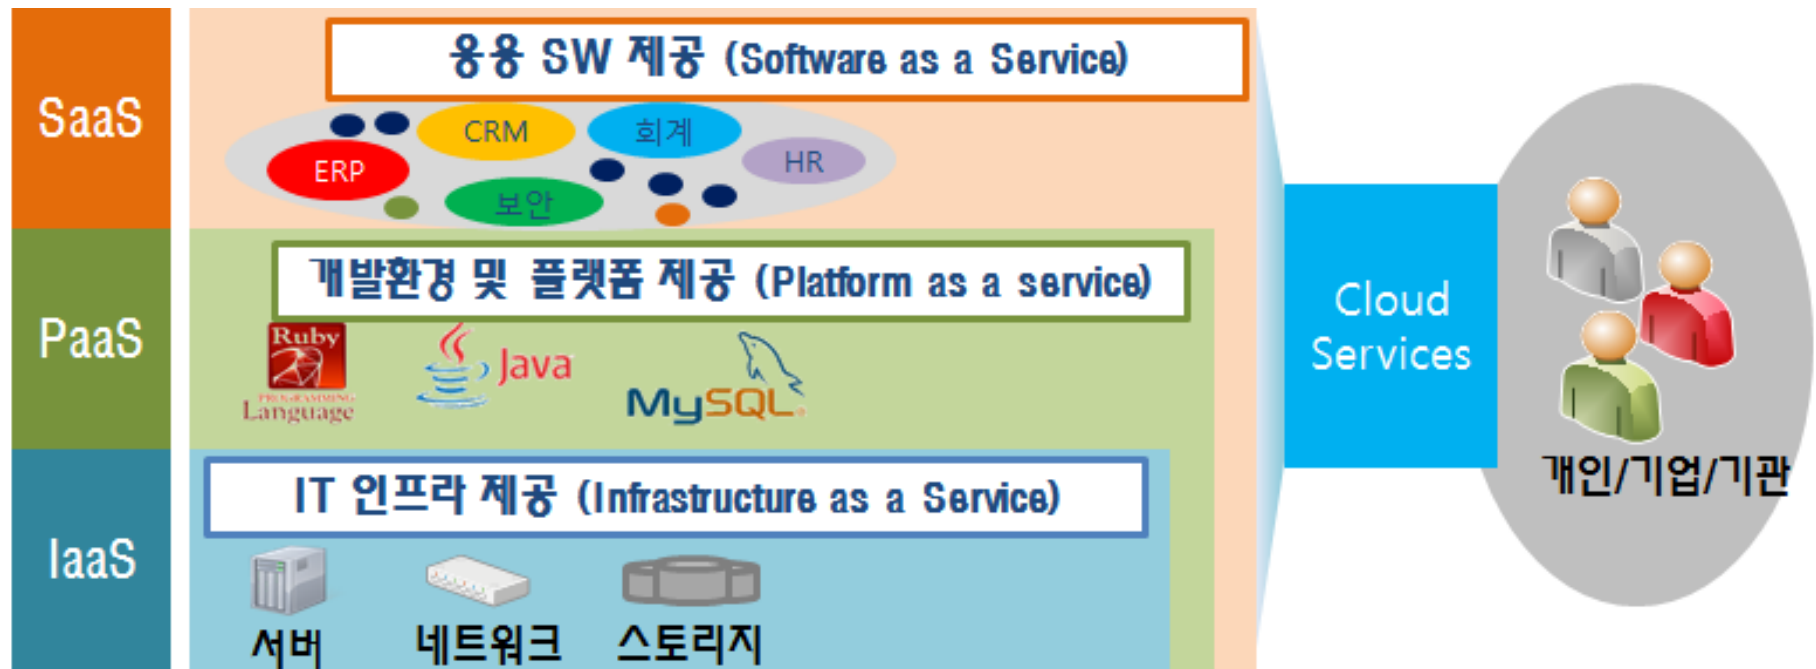 SaaS
응용 SW 제공 (Software as a Service)
CRM
회계
ERP
HR
보안
PaaS
개발환경 및 플랫폼 제공 (Platform as a service)
Ruby
PROGRAMMING
Language
Java
MySQL
IaaS
IT 인프라 제공 (Infrastructure as a Service)
서버
네트워크
스토리지
Cloud
Services
개인/기업/기관